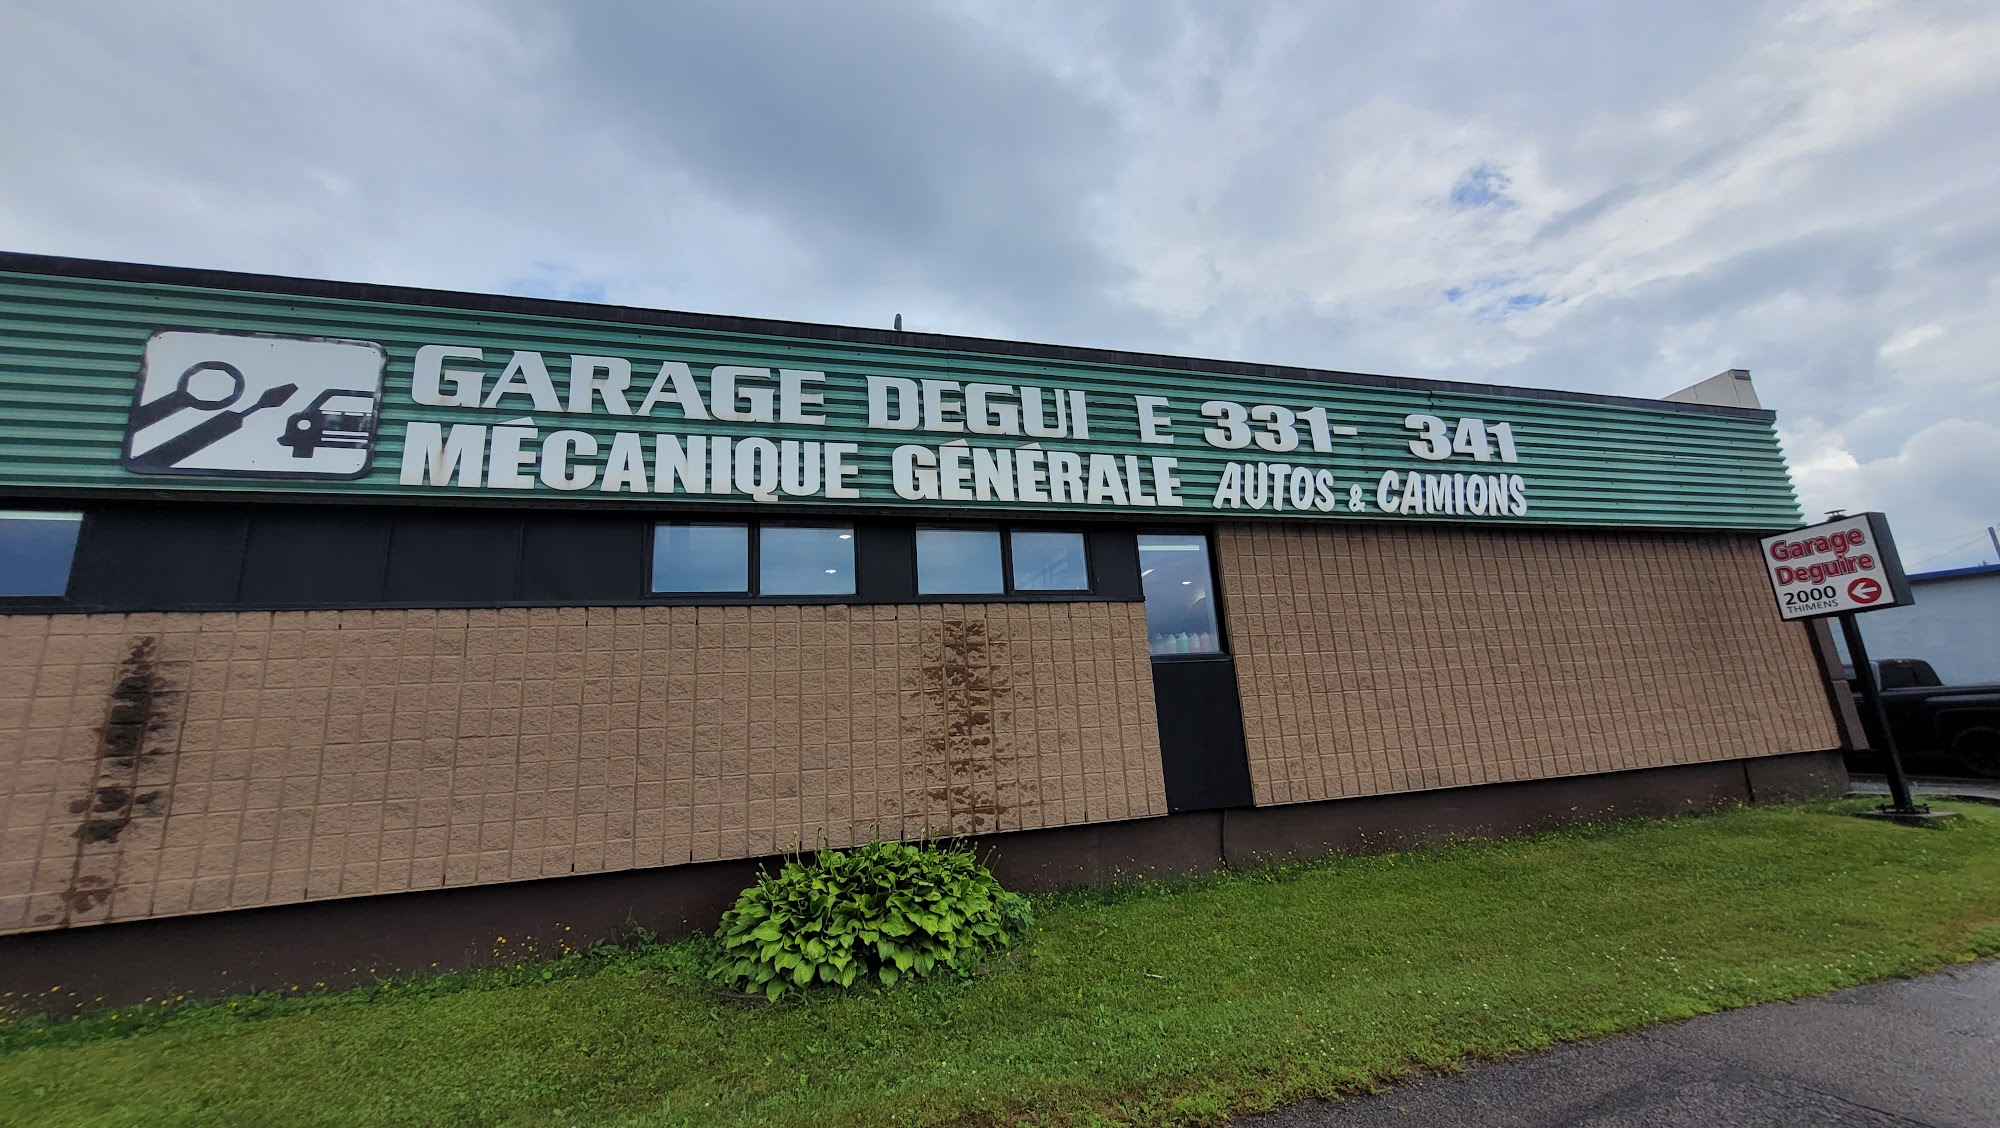 GARAGE DEGUI E 331- 341
MÉCANIQUE GÉNÉRALE AUTOS & CAMIONS
Garage
Deguire
2000
THIMENS